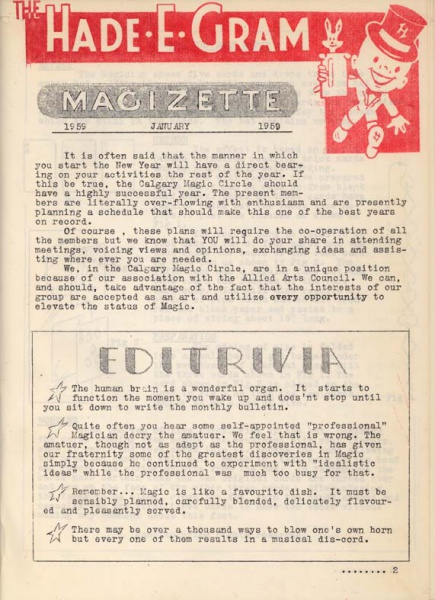 THE
HADE·E·GRAM
H
MAGIZETTE
1959 JANUARY 1959
It is often said that the manner in which
you start the New Year will have a direct bear-
ing on your activities the rest of the year. If
this be true, the Calgary Magic Circle should
have a highly successful year. The present mem-
bers are literally over-flowing with enthusiasm and are presently
planning a schedule that should make this one of the best years
on record.
Of course , these plans will require the co-operation of all
the members but we know that YOU will do your share in attending
meetings, voicing views and opinions, exchanging ideas and assis-
ting where ever you are needed.
We, in the Calgary Magic Circle, are in a unique position
because of our association with the Allied Arts Council. We can,
and should, take advantage of the fact that the interests of our
group are accepted as an art and utilize every opportunity to
elevate the status of Magic.
EDITRIVIA
The human brain is a wonderful organ. It starts to
function the moment you wake up and does'nt stop until
you sit down to write the monthly bulletin.
Quite often you hear some self-appointed "professional"
Magician decry the amatuer. We feel that is wrong. The
amatuer, though not as adept as the professional, has given
our fraternity some of the greatest discoveries in Magic
simply because he continued to experiment with "idealistic
ideas" while the professional was much too busy for that.
Remember... Magic is like a favourite dish. It must be
sensibly planned, carefully blended, delicately flavour-
ed and pleasantly served.
There may be over a thousand ways to blow one's own horn
but every one of them results in a musical dis-cord.
........ 2